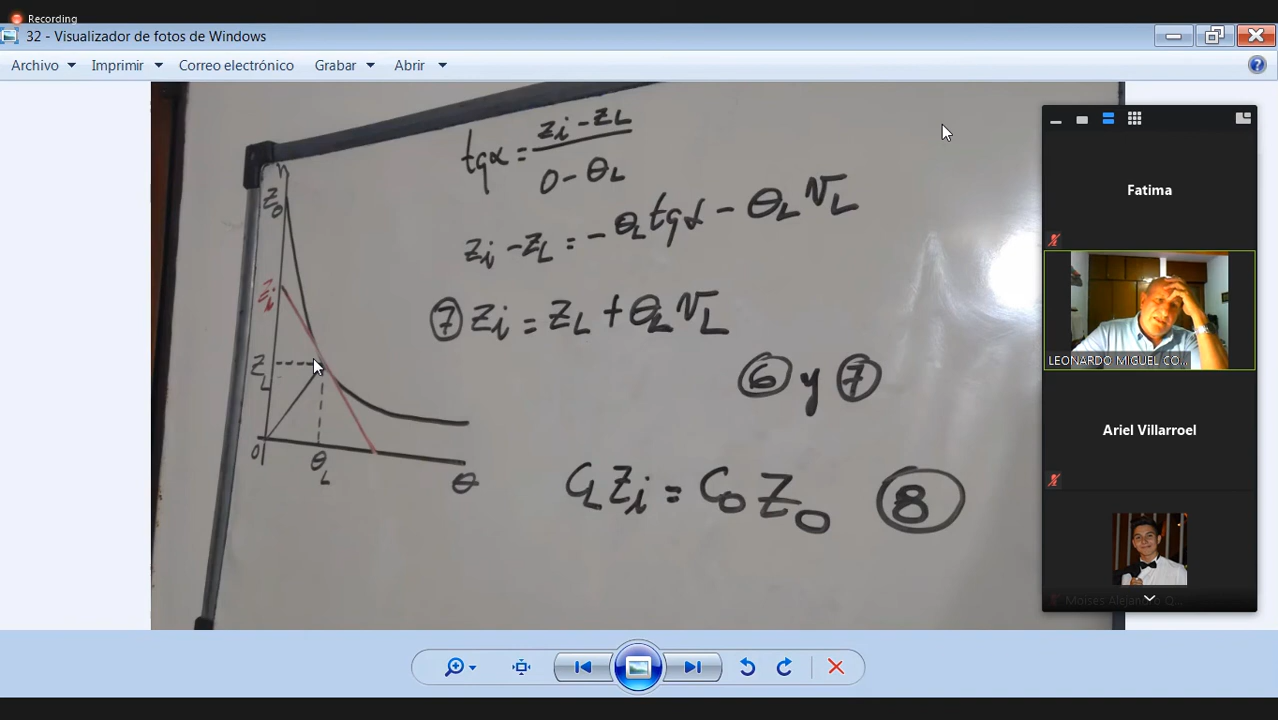 Recording
32 - Visualizador de fotos de Windows
Archivo Imprimir Correo electrónico Grabar Abrir
tgα = (zi - zL) / (0 - θL)
zi - zL = - θL tgα - θL VL
⑦ zi = zL + θL VL
⑥ y ⑦
CL Zi = C0 Z0 ⑧
Z0
Zi
ZL
0
θL
θ
Fatima
LEONARDO MIGUEL CO...
Ariel Villarroel
Moises Alejandro Q...